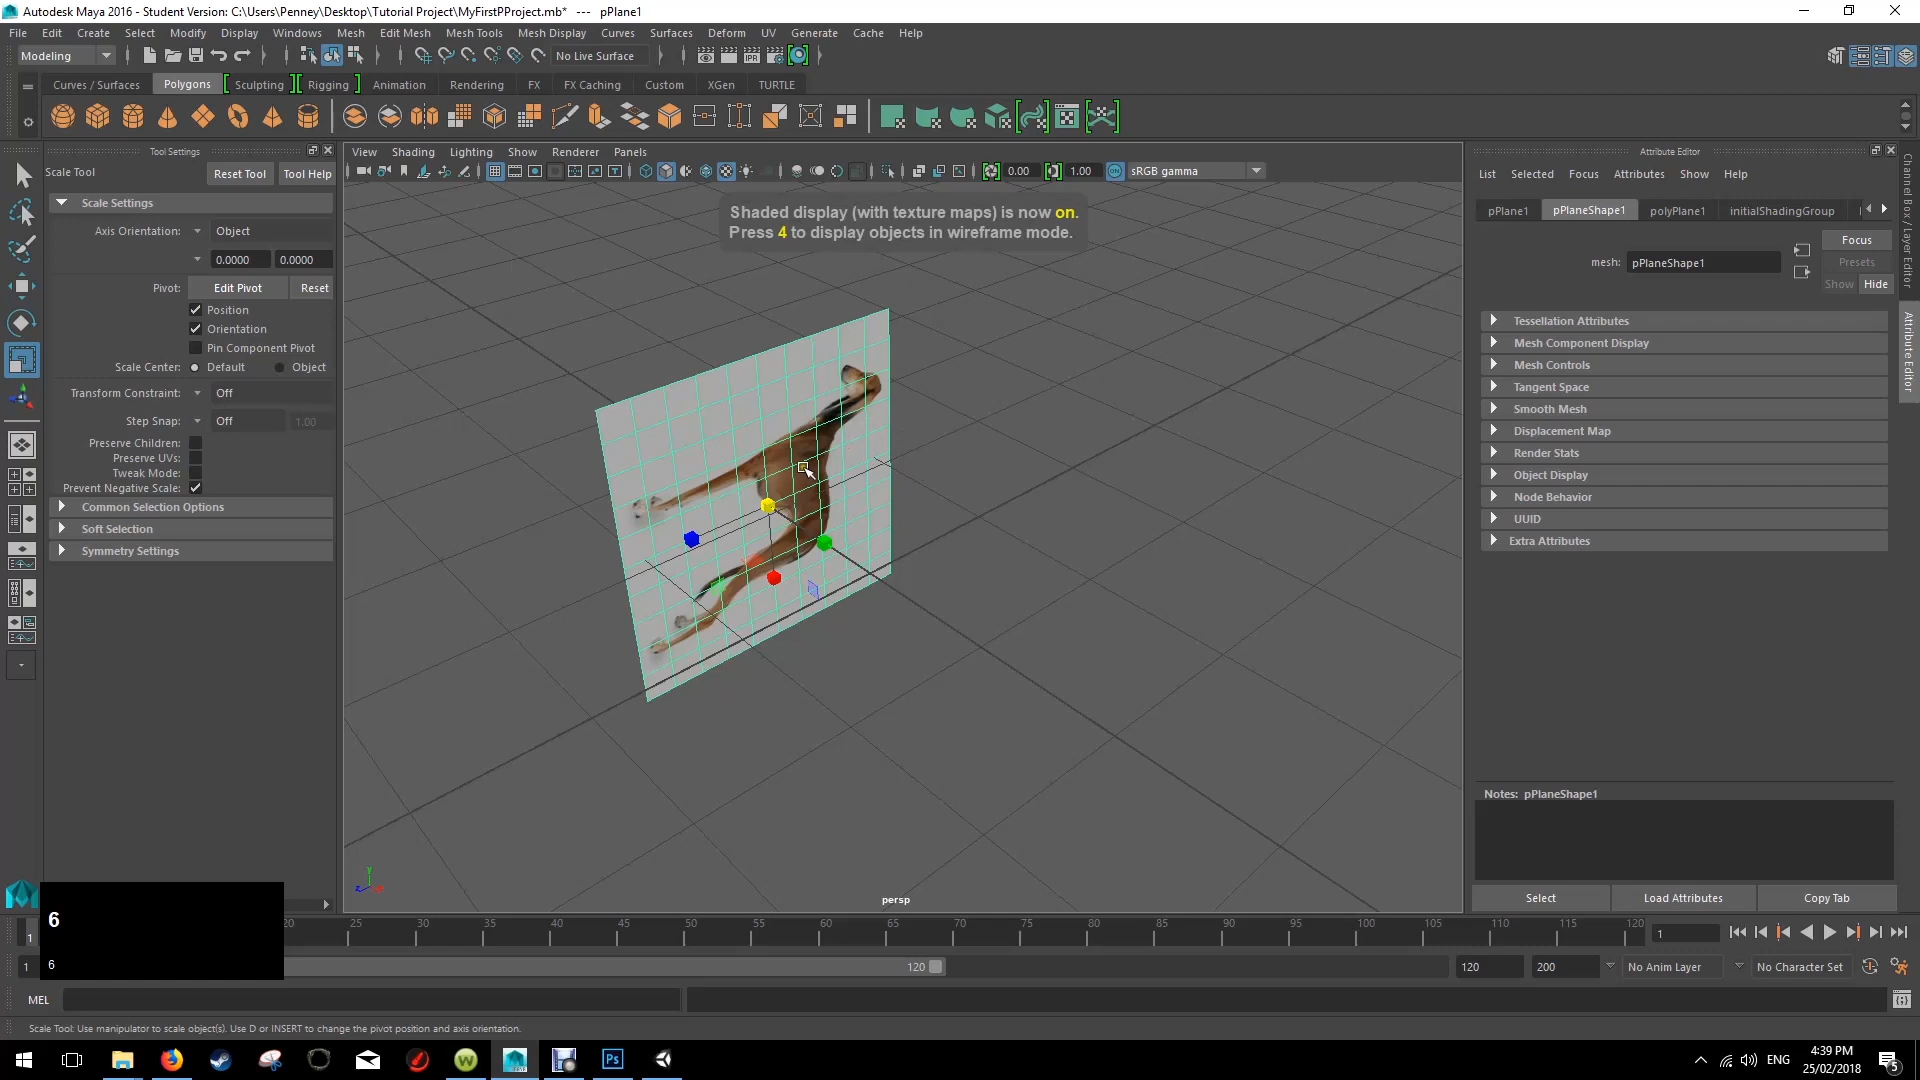 Autodesk Maya 2016 - Student Version: C:\Users\Penney\Desktop\Tutorial Project\MyFirstPProject.mb*   ---   pPlane1
File Edit Create Select Modify Display Windows Mesh Edit Mesh Mesh Tools Mesh Display Curves Surfaces Deform UV Generate Cache Help
Modeling No Live Surface
Curves / Surfaces Polygons Sculpting Rigging Animation Rendering FX FX Caching Custom XGen TURTLE
Tool Settings
Scale Tool Reset Tool Tool Help
Scale Settings
Axis Orientation: Object
0.0000 0.0000
Pivot: Edit Pivot Reset
Position
Orientation
Pin Component Pivot
Scale Center: Default Object
Transform Constraint: Off
Step Snap: Off 1.00
Preserve Children:
Preserve UVs:
Tweak Mode:
Prevent Negative Scale:
Common Selection Options
Soft Selection
Symmetry Settings
View Shading Lighting Show Renderer Panels
0.00 1.00 sRGB gamma
Shaded display (with texture maps) is now on.
Press 4 to display objects in wireframe mode.
persp
Attribute Editor
List Selected Focus Attributes Show Help
pPlane1 pPlaneShape1 polyPlane1 initialShadingGroup
mesh: pPlaneShape1
Focus
Presets
Show Hide
Tessellation Attributes
Mesh Component Display
Mesh Controls
Tangent Space
Smooth Mesh
Displacement Map
Render Stats
Object Display
Node Behavior
UUID
Extra Attributes
Notes: pPlaneShape1
Select Load Attributes Copy Tab
Channel Box / Layer Editor
Attribute Editor
6
6
1 20 25 30 35 40 45 50 55 60 65 70 75 80 85 90 95 100 105 110 115 120 1
1 120 120 200 No Anim Layer No Character Set
MEL
Scale Tool: Use manipulator to scale object(s). Use D or INSERT to change the pivot position and axis orientation.
ENG
4:39 PM
25/02/2018
5